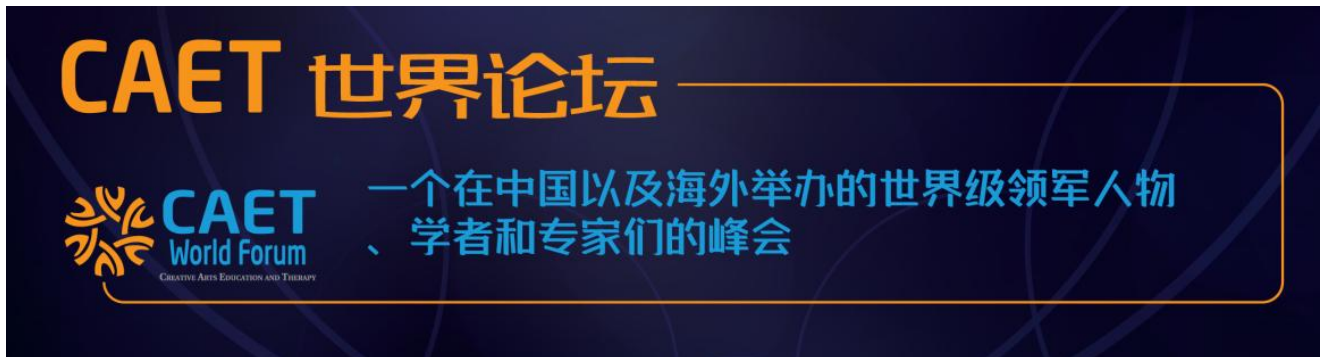 CAET 世界论坛
一个在中国以及海外举办的世界级领军人物
、学者和专家们的峰会
CAET
World Forum
CREATIVE ARTS EDUCATION AND THERAPY